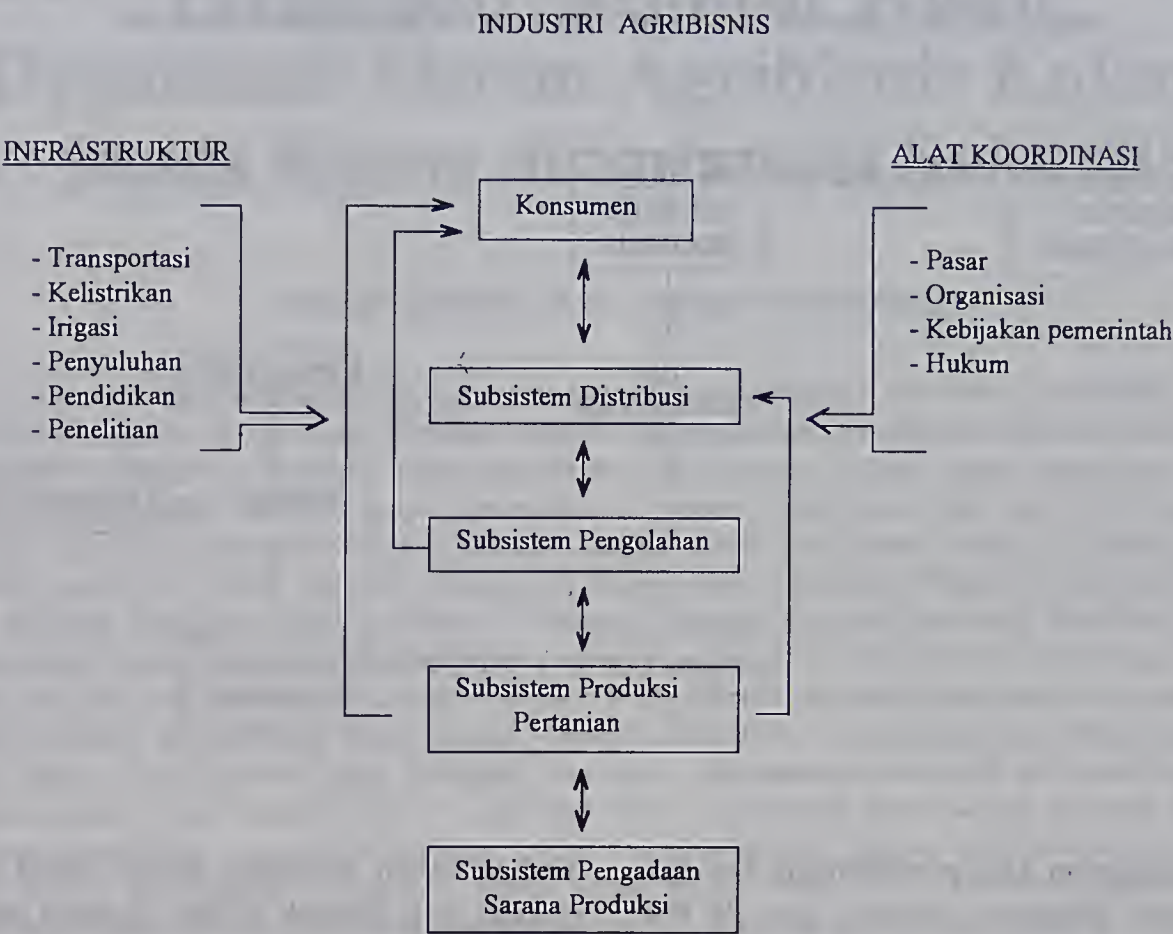 INDUSTRI AGRIBISNIS
INFRASTRUKTUR
- Transportasi
- Kelistrikan
- Irigasi
- Penyuluhan
- Pendidikan
- Penelitian
Konsumen
Subsistem Distribusi
Subsistem Pengolahan
Subsistem Produksi
Pertanian
Subsistem Pengadaan
Sarana Produksi
ALAT KOORDINASI
- Pasar
- Organisasi
- Kebijakan pemerintah
- Hukum